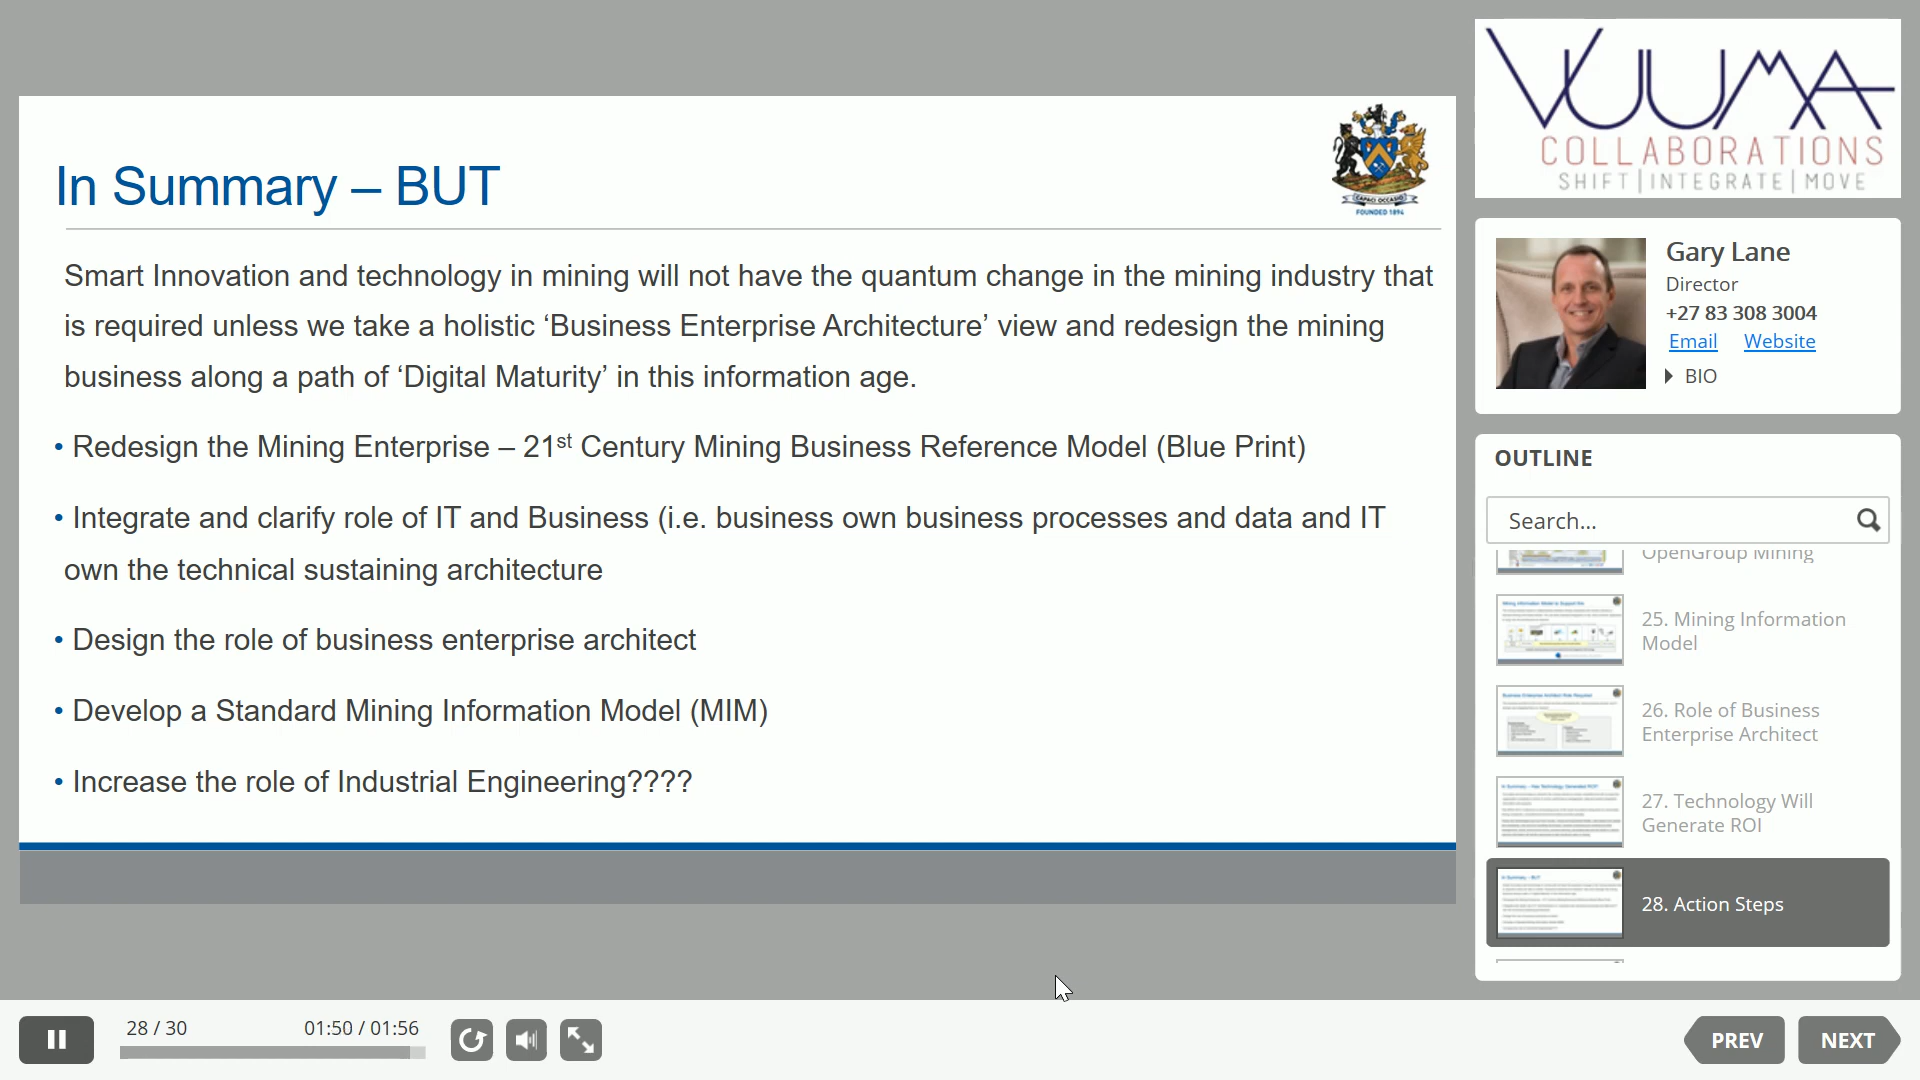 In Summary – BUT
CAPACI OCCASIO
FOUNDED 1894
Smart Innovation and technology in mining will not have the quantum change in the mining industry that
is required unless we take a holistic ‘Business Enterprise Architecture’ view and redesign the mining
business along a path of ‘Digital Maturity’ in this information age.
• Redesign the Mining Enterprise – 21st Century Mining Business Reference Model (Blue Print)
• Integrate and clarify role of IT and Business (i.e. business own business processes and data and IT
own the technical sustaining architecture
• Design the role of business enterprise architect
• Develop a Standard Mining Information Model (MIM)
• Increase the role of Industrial Engineering????
VUUMA
COLLABORATIONS
SHIFT|INTEGRATE|MOVE
Gary Lane
Director
+27 83 308 3004
Email Website
BIO
OUTLINE
Search...
OpenGroup Mining
25. Mining Information
Model
26. Role of Business
Enterprise Architect
27. Technology Will
Generate ROI
28. Action Steps
28 / 30 01:50 / 01:56
PREV NEXT